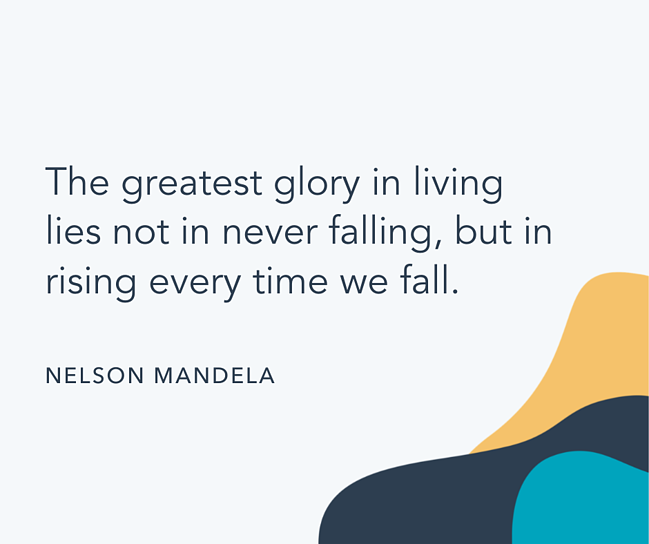 The greatest glory in living
lies not in never falling, but in
rising every time we fall.
NELSON MANDELA